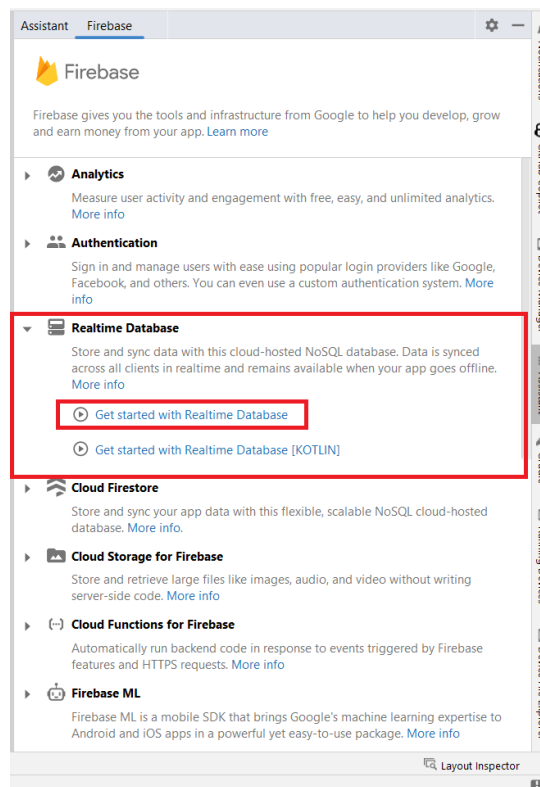 Assistant Firebase
Firebase
Firebase gives you the tools and infrastructure from Google to help you develop, grow
and earn money from your app. Learn more
Analytics
Measure user activity and engagement with free, easy, and unlimited analytics.
More info
Authentication
Sign in and manage users with ease using popular login providers like Google,
Facebook, and others. You can even use a custom authentication system. More
info
Realtime Database
Store and sync data with this cloud-hosted NoSQL database. Data is synced
across all clients in realtime and remains available when your app goes offline.
More info
Get started with Realtime Database
Get started with Realtime Database [KOTLIN]
Cloud Firestore
Store and sync your app data with this flexible, scalable NoSQL cloud-hosted
database. More info.
Cloud Storage for Firebase
Store and retrieve large files like images, audio, and video without writing
server-side code. More info
Cloud Functions for Firebase
Automatically run backend code in response to events triggered by Firebase
features and HTTPS requests. More info
Firebase ML
Firebase ML is a mobile SDK that brings Google's machine learning expertise to
Android and iOS apps in a powerful yet easy-to-use package. More info
Layout Inspector